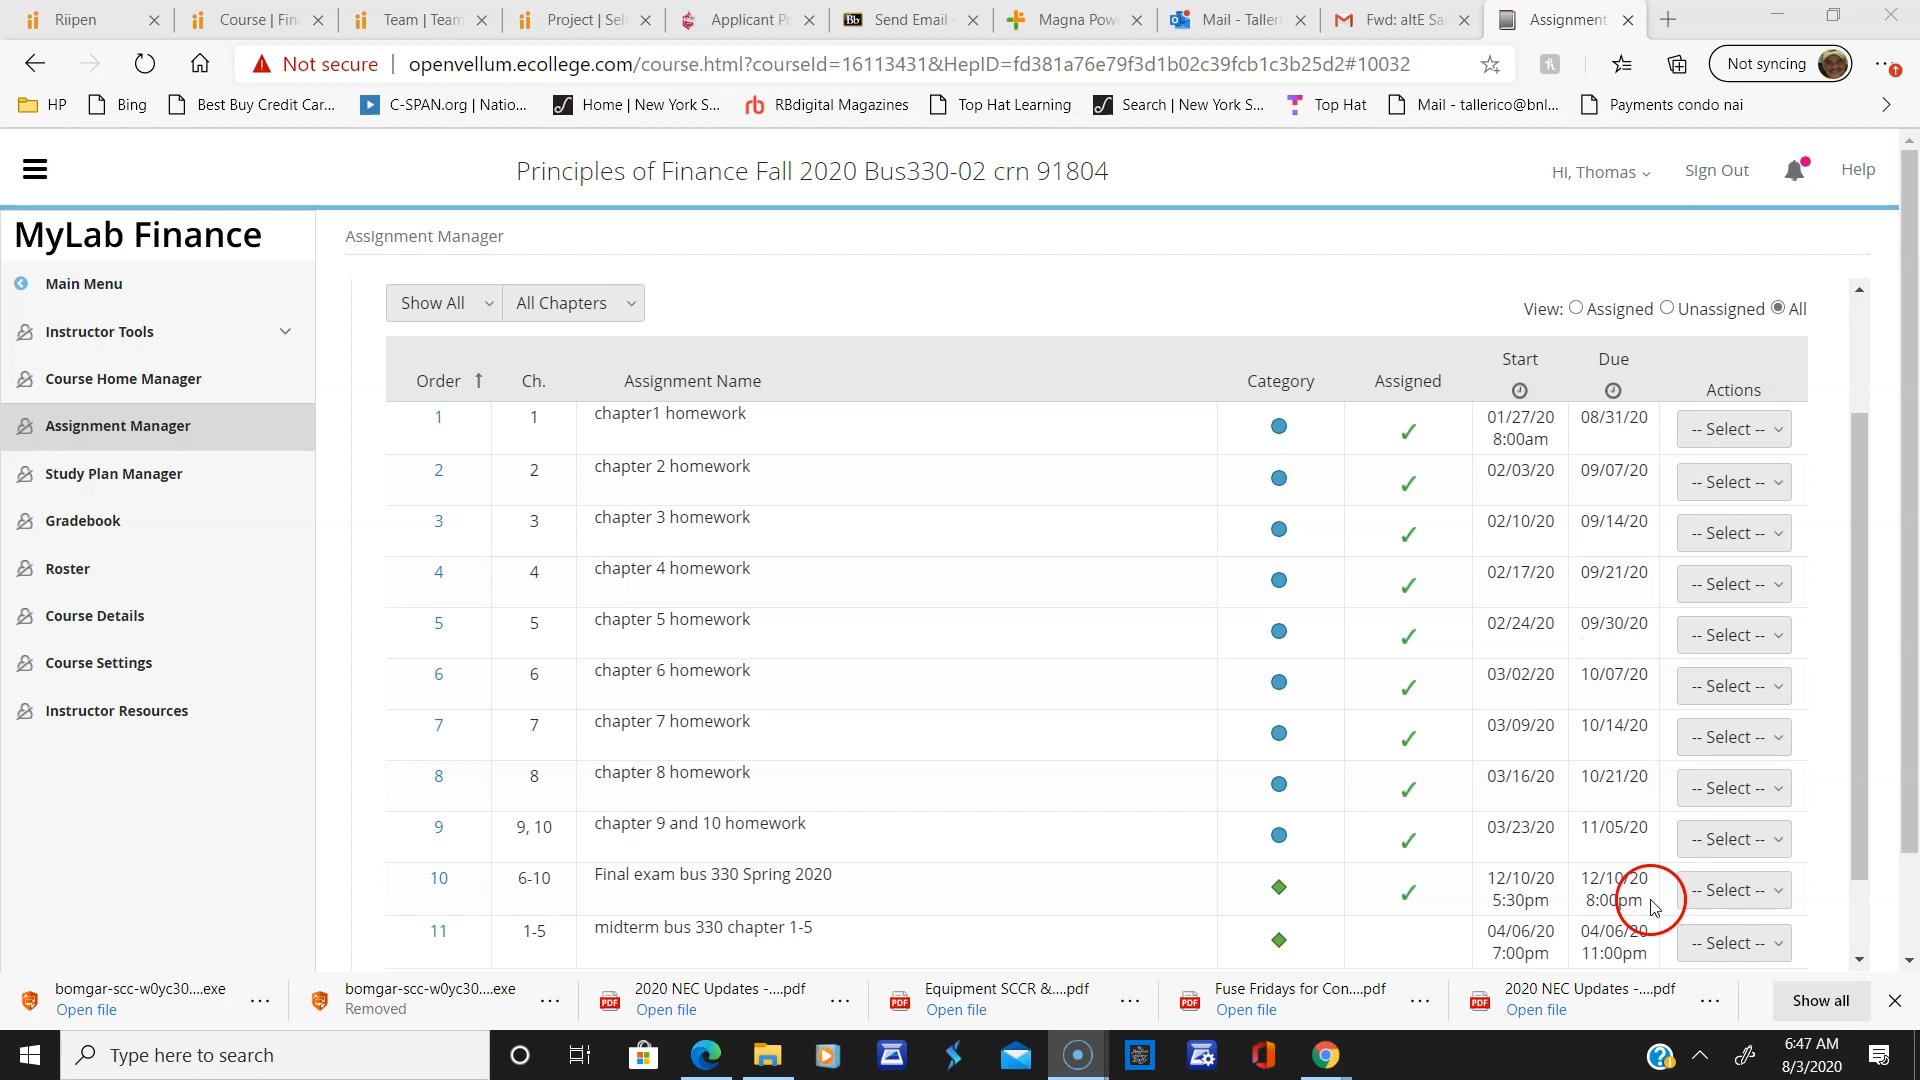 Riipen
Course | Fin
Team | Team
Project | Sel
Applicant Po
Send Email -
Magna Pow
Mail - Talleri
Fwd: altE Sa
Assignment
Not secure | openvellum.ecollege.com/course.html?courseId=16113431&HepID=fd381a76e79f3d1b02c39fcb1c3b25d2#10032
Not syncing
HP
Bing
Best Buy Credit Car...
C-SPAN.org | Natio...
Home | New York S...
RBdigital Magazines
Top Hat Learning
Search | New York S...
Top Hat
Mail - tallerico@bnl...
Payments condo nai
Principles of Finance Fall 2020 Bus330-02 crn 91804
Hi, Thomas
Sign Out
Help
MyLab Finance
Main Menu
Instructor Tools
Course Home Manager
Assignment Manager
Study Plan Manager
Gradebook
Roster
Course Details
Course Settings
Instructor Resources
Assignment Manager
Show All
All Chapters
View: Assigned Unassigned All
Order ↑ Ch. Assignment Name Category Assigned Start Due Actions
1 1 chapter1 homework ✓ 01/27/20 8:00am 08/31/20 -- Select --
2 2 chapter 2 homework ✓ 02/03/20 09/07/20 -- Select --
3 3 chapter 3 homework ✓ 02/10/20 09/14/20 -- Select --
4 4 chapter 4 homework ✓ 02/17/20 09/21/20 -- Select --
5 5 chapter 5 homework ✓ 02/24/20 09/30/20 -- Select --
6 6 chapter 6 homework ✓ 03/02/20 10/07/20 -- Select --
7 7 chapter 7 homework ✓ 03/09/20 10/14/20 -- Select --
8 8 chapter 8 homework ✓ 03/16/20 10/21/20 -- Select --
9 9, 10 chapter 9 and 10 homework ✓ 03/23/20 11/05/20 -- Select --
10 6-10 Final exam bus 330 Spring 2020 ✓ 12/10/20 5:30pm 12/10/20 8:00pm -- Select --
11 1-5 midterm bus 330 chapter 1-5 04/06/20 7:00pm 04/06/20 11:00pm -- Select --
bomgar-scc-w0yc30....exe
Open file
bomgar-scc-w0yc30....exe
Removed
PDF
2020 NEC Updates -....pdf
Open file
PDF
Equipment SCCR &....pdf
Open file
PDF
Fuse Fridays for Con....pdf
Open file
PDF
2020 NEC Updates -....pdf
Open file
Show all
Type here to search
6:47 AM
8/3/2020